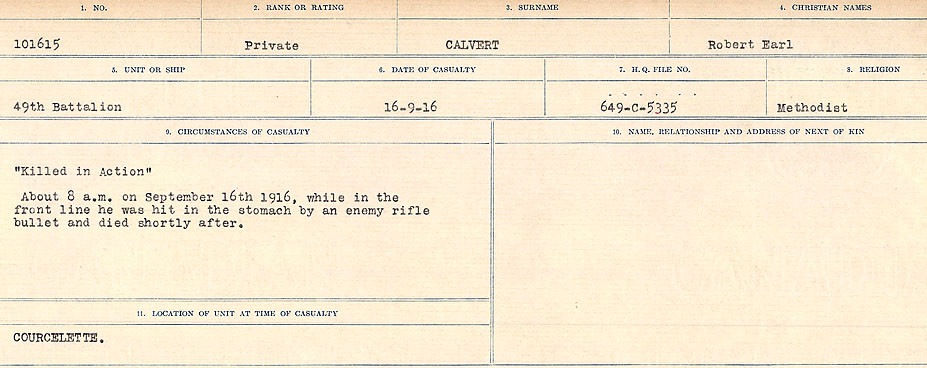 1. NO.
2. RANK OR RATING
3. SURNAME
4. CHRISTIAN NAMES
101615
Private
CALVERT
Robert Earl
5. UNIT OR SHIP
6. DATE OF CASUALTY
7. H.Q. FILE NO.
8. RELIGION
49th Battalion
16-9-16
649-C-5335
Methodist
9. CIRCUMSTANCES OF CASUALTY
10. NAME, RELATIONSHIP AND ADDRESS OF NEXT OF KIN
"Killed in Action"
About 8 a.m. on September 16th 1916, while in the
front line he was hit in the stomach by an enemy rifle
bullet and died shortly after.
11. LOCATION OF UNIT AT TIME OF CASUALTY
COURCELETTE.